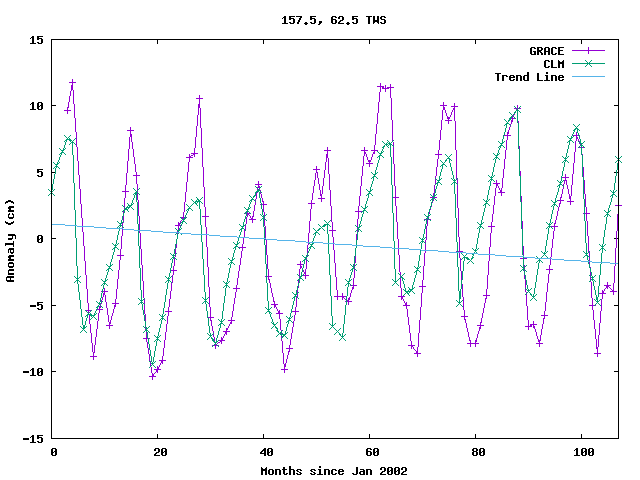 157.5, 62.5 TWS
GRACE
CLM
Trend Line
15
10
5
0
-5
-10
-15
Anomaly (cm)
0 20 40 60 80 100
Months since Jan 2002